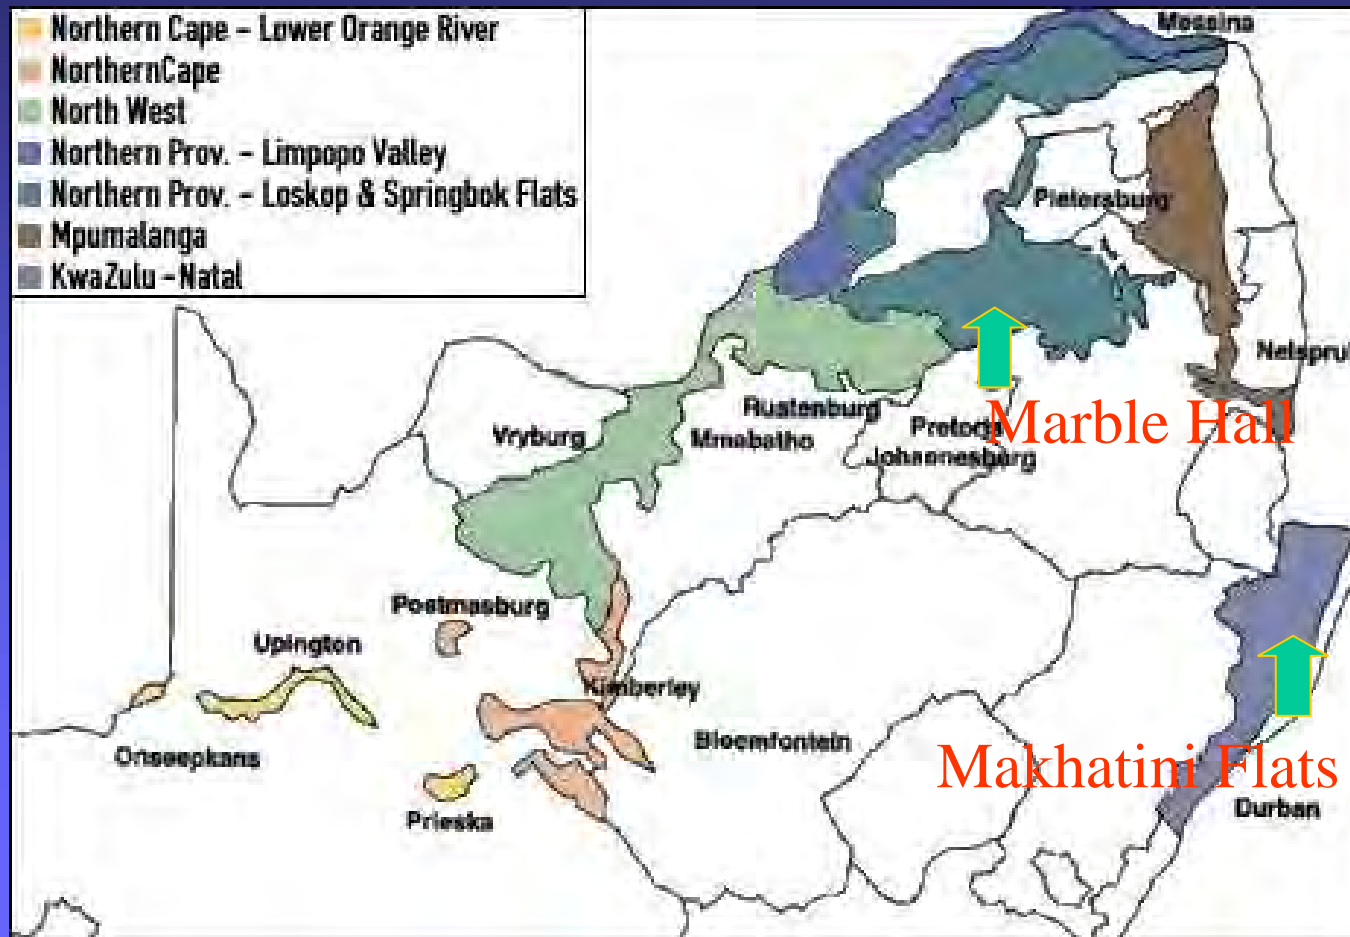 Northern Cape - Lower Orange River
NorthernCape
North West
Northern Prov. - Limpopo Valley
Northern Prov. - Loskop & Springbok Flats
Mpumalanga
KwaZulu - Natal
Messina
Pietersburg
Nelsprui
Rustenburg
Marble Hall
Pretoria
Vryburg
Mmabatho
Johannesburg
Postmasburg
Upington
Kimberley
Bloemfontein
Onseepkans
Makhatini Flats
Durban
Prieska